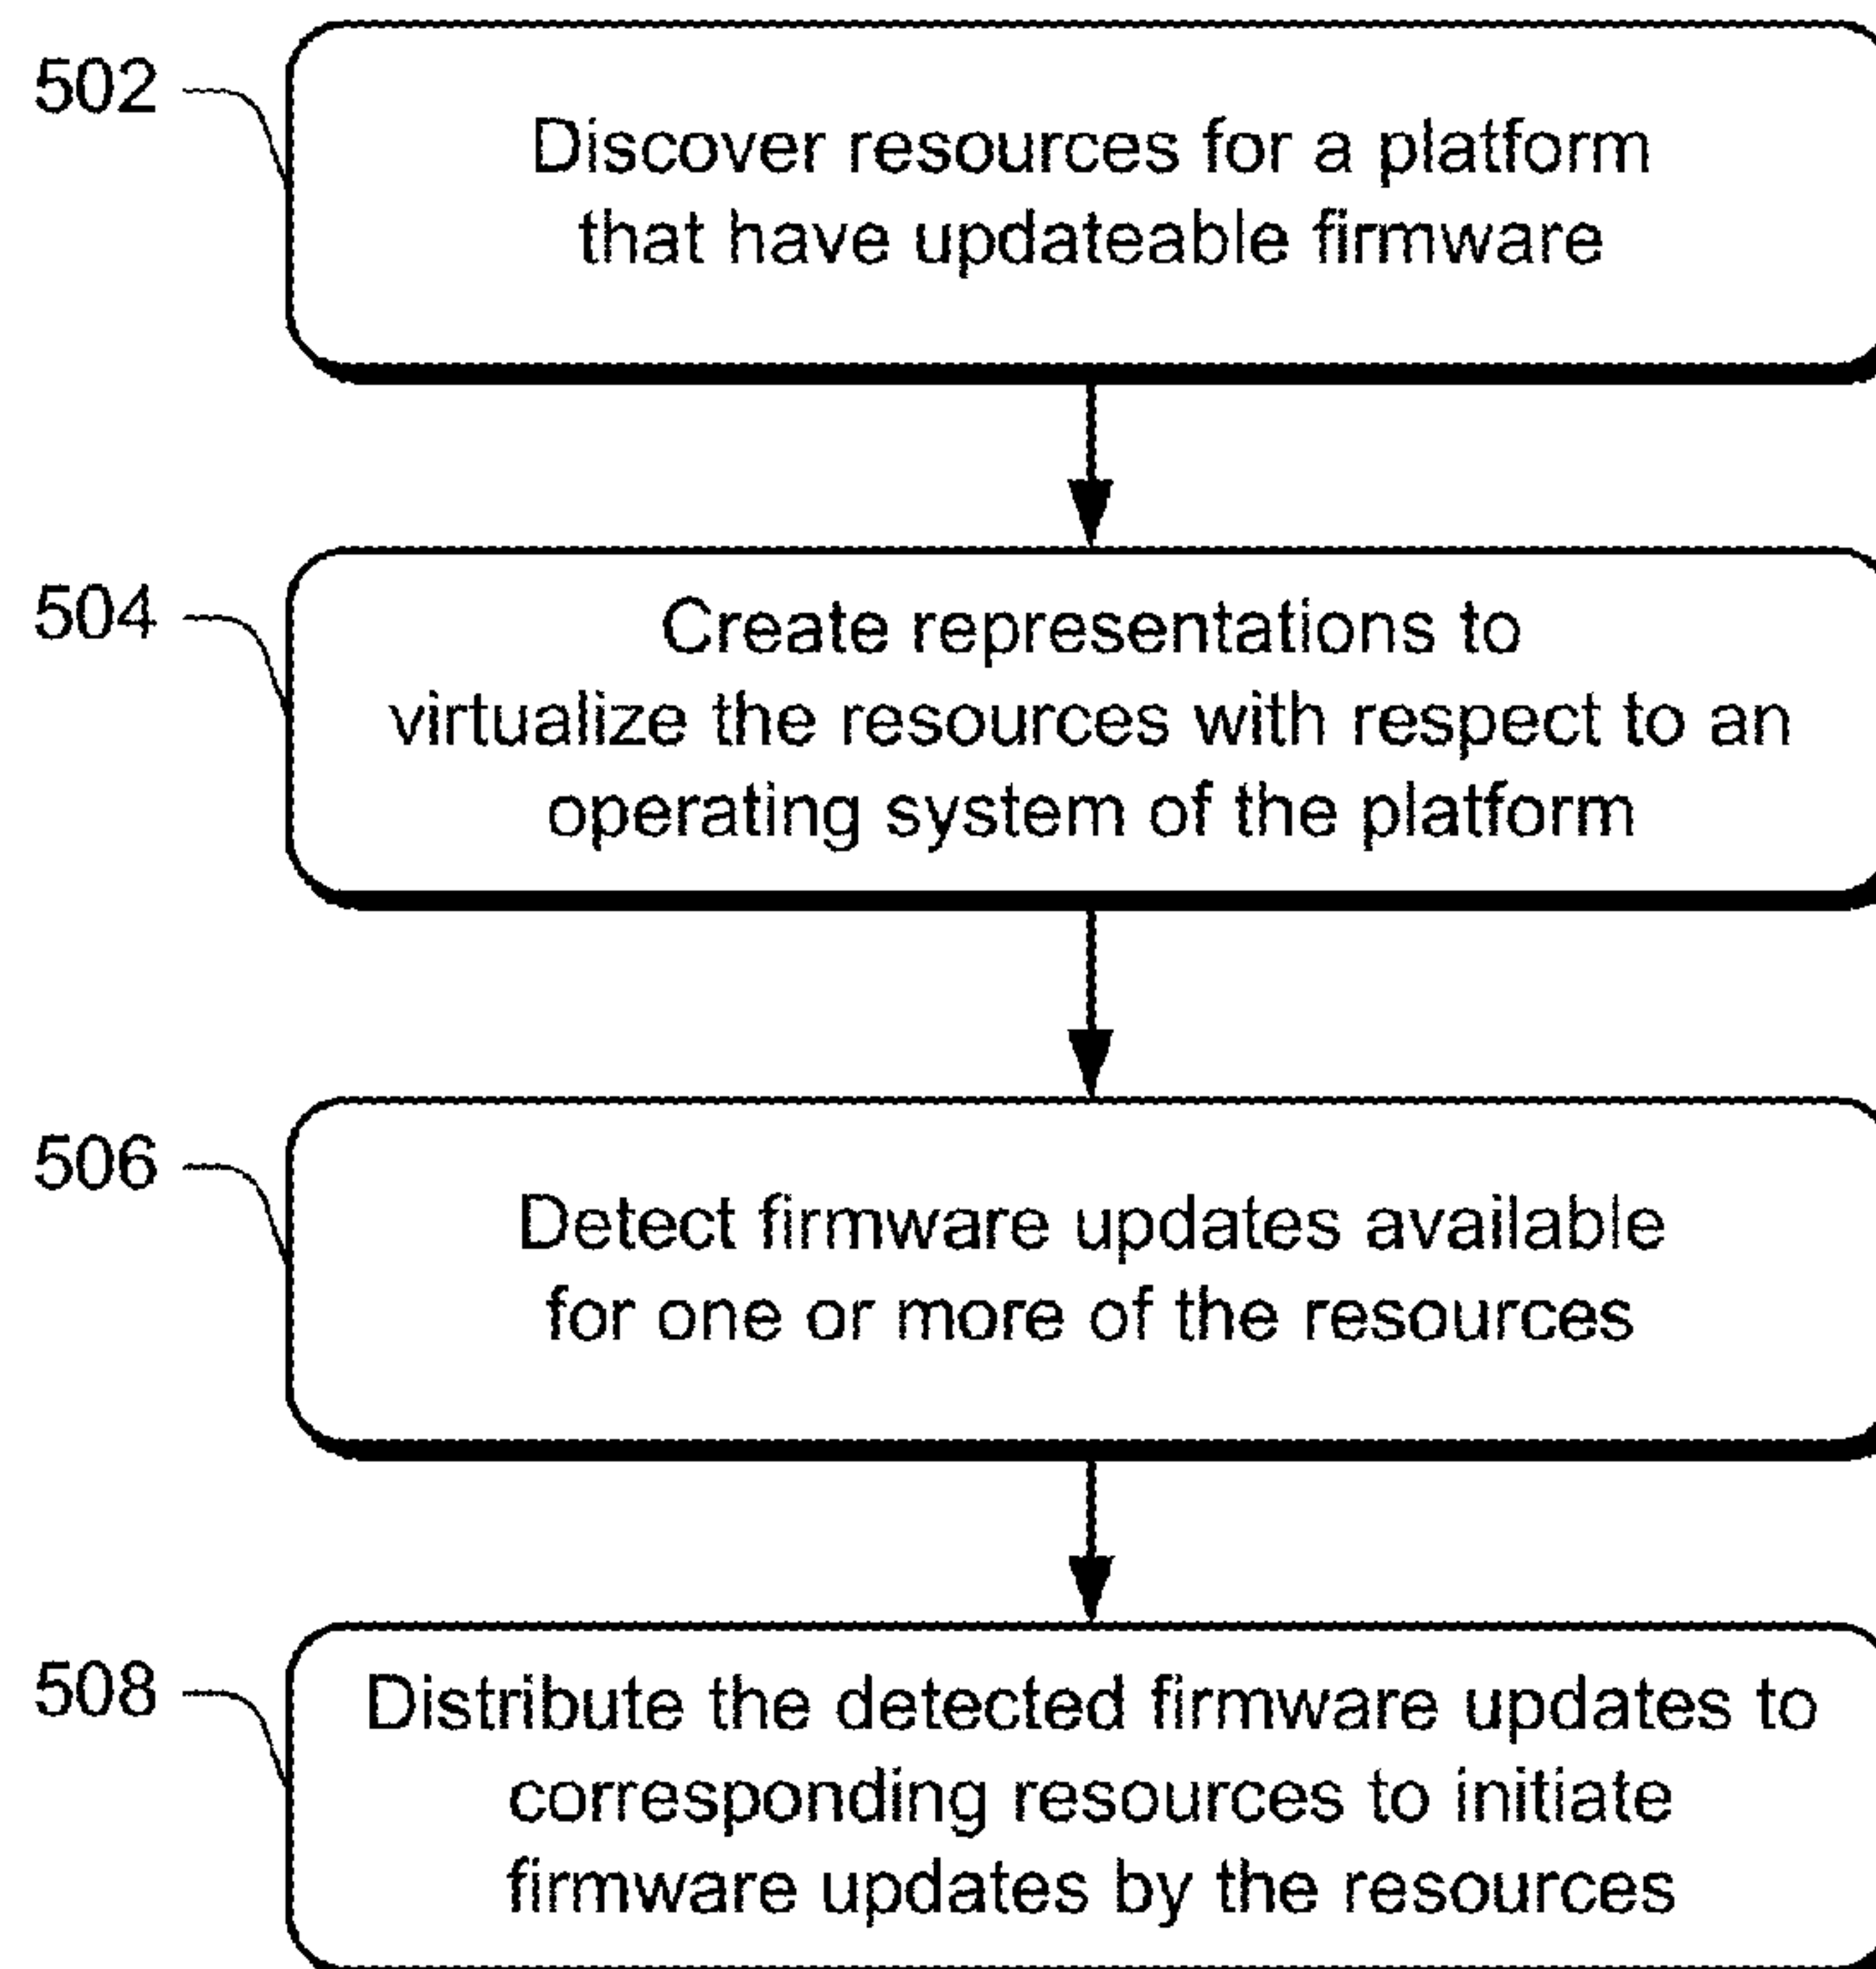 502
Discover resources for a platform
that have updateable firmware
504
Create representations to
virtualize the resources with respect to an
operating system of the platform
506
Detect firmware updates available
for one or more of the resources
508
Distribute the detected firmware updates to
corresponding resources to initiate
firmware updates by the resources